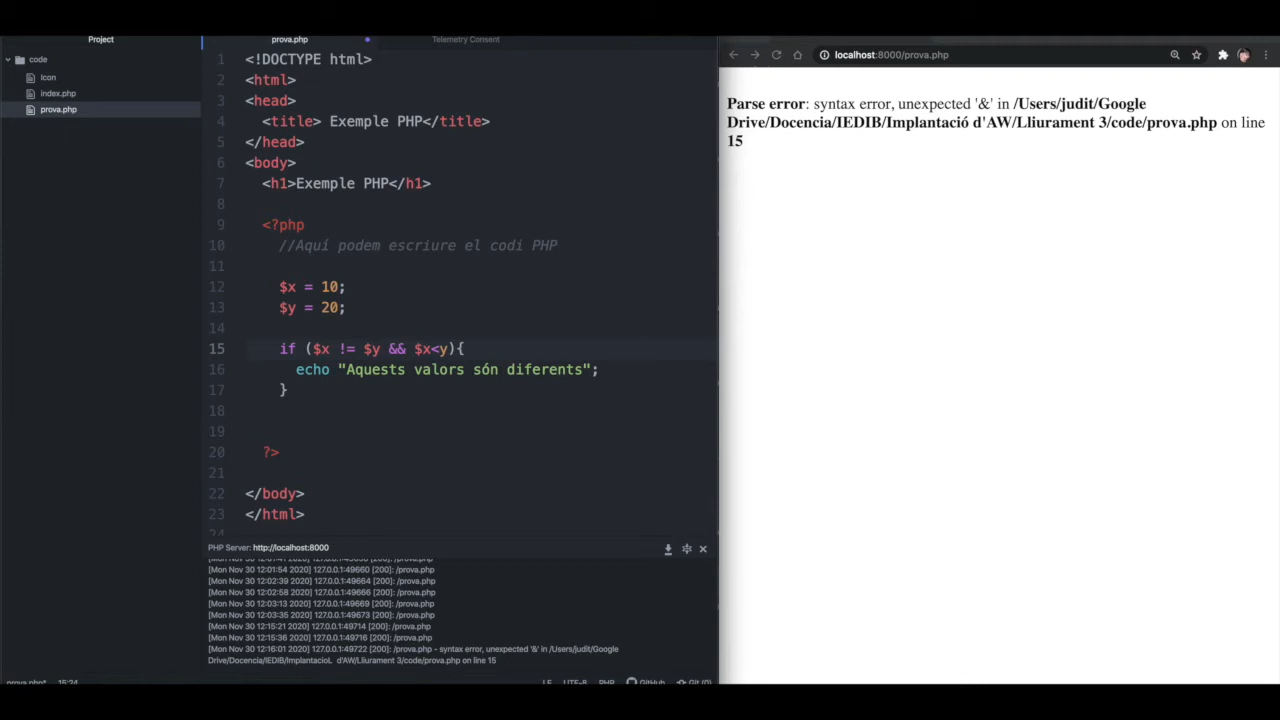 Project
prova.php
Telemetry Consent
code
Icon
index.php
prova.php
1 <!DOCTYPE html>
2 <html>
3 <head>
4 <title> Exemple PHP</title>
5 </head>
6 <body>
7 <h1>Exemple PHP</h1>
8
9 <?php
10 //Aquí podem escriure el codi PHP
11
12 $x = 10;
13 $y = 20;
14
15 if ($x != $y && $x<y){
16 echo "Aquests valors són diferents";
17 }
18
19
20 ?>
21
22 </body>
23 </html>
24
PHP Server: http://localhost:8000
[Mon Nov 30 12:01:54 2020] 127.0.0.1:49660 [200]: /prova.php
[Mon Nov 30 12:02:39 2020] 127.0.0.1:49664 [200]: /prova.php
[Mon Nov 30 12:02:58 2020] 127.0.0.1:49666 [200]: /prova.php
[Mon Nov 30 12:03:13 2020] 127.0.0.1:49669 [200]: /prova.php
[Mon Nov 30 12:03:35 2020] 127.0.0.1:49673 [200]: /prova.php
[Mon Nov 30 12:15:21 2020] 127.0.0.1:49714 [200]: /prova.php
[Mon Nov 30 12:15:36 2020] 127.0.0.1:49716 [200]: /prova.php
[Mon Nov 30 12:16:01 2020] 127.0.0.1:49722 [200]: /prova.php - syntax error, unexpected '&' in /Users/judit/Google
Drive/Docencia/IEDIB/ d'AW/Lliurament 3/code/prova.php on line 15
prova.php* 15:24 LF UTF-8 PHP GitHub Git (0)
localhost:8000/prova.php
Parse error: syntax error, unexpected '&' in /Users/judit/Google
Drive/Docencia/IEDIB/Implantació d'AW/Lliurament 3/code/prova.php on line
15